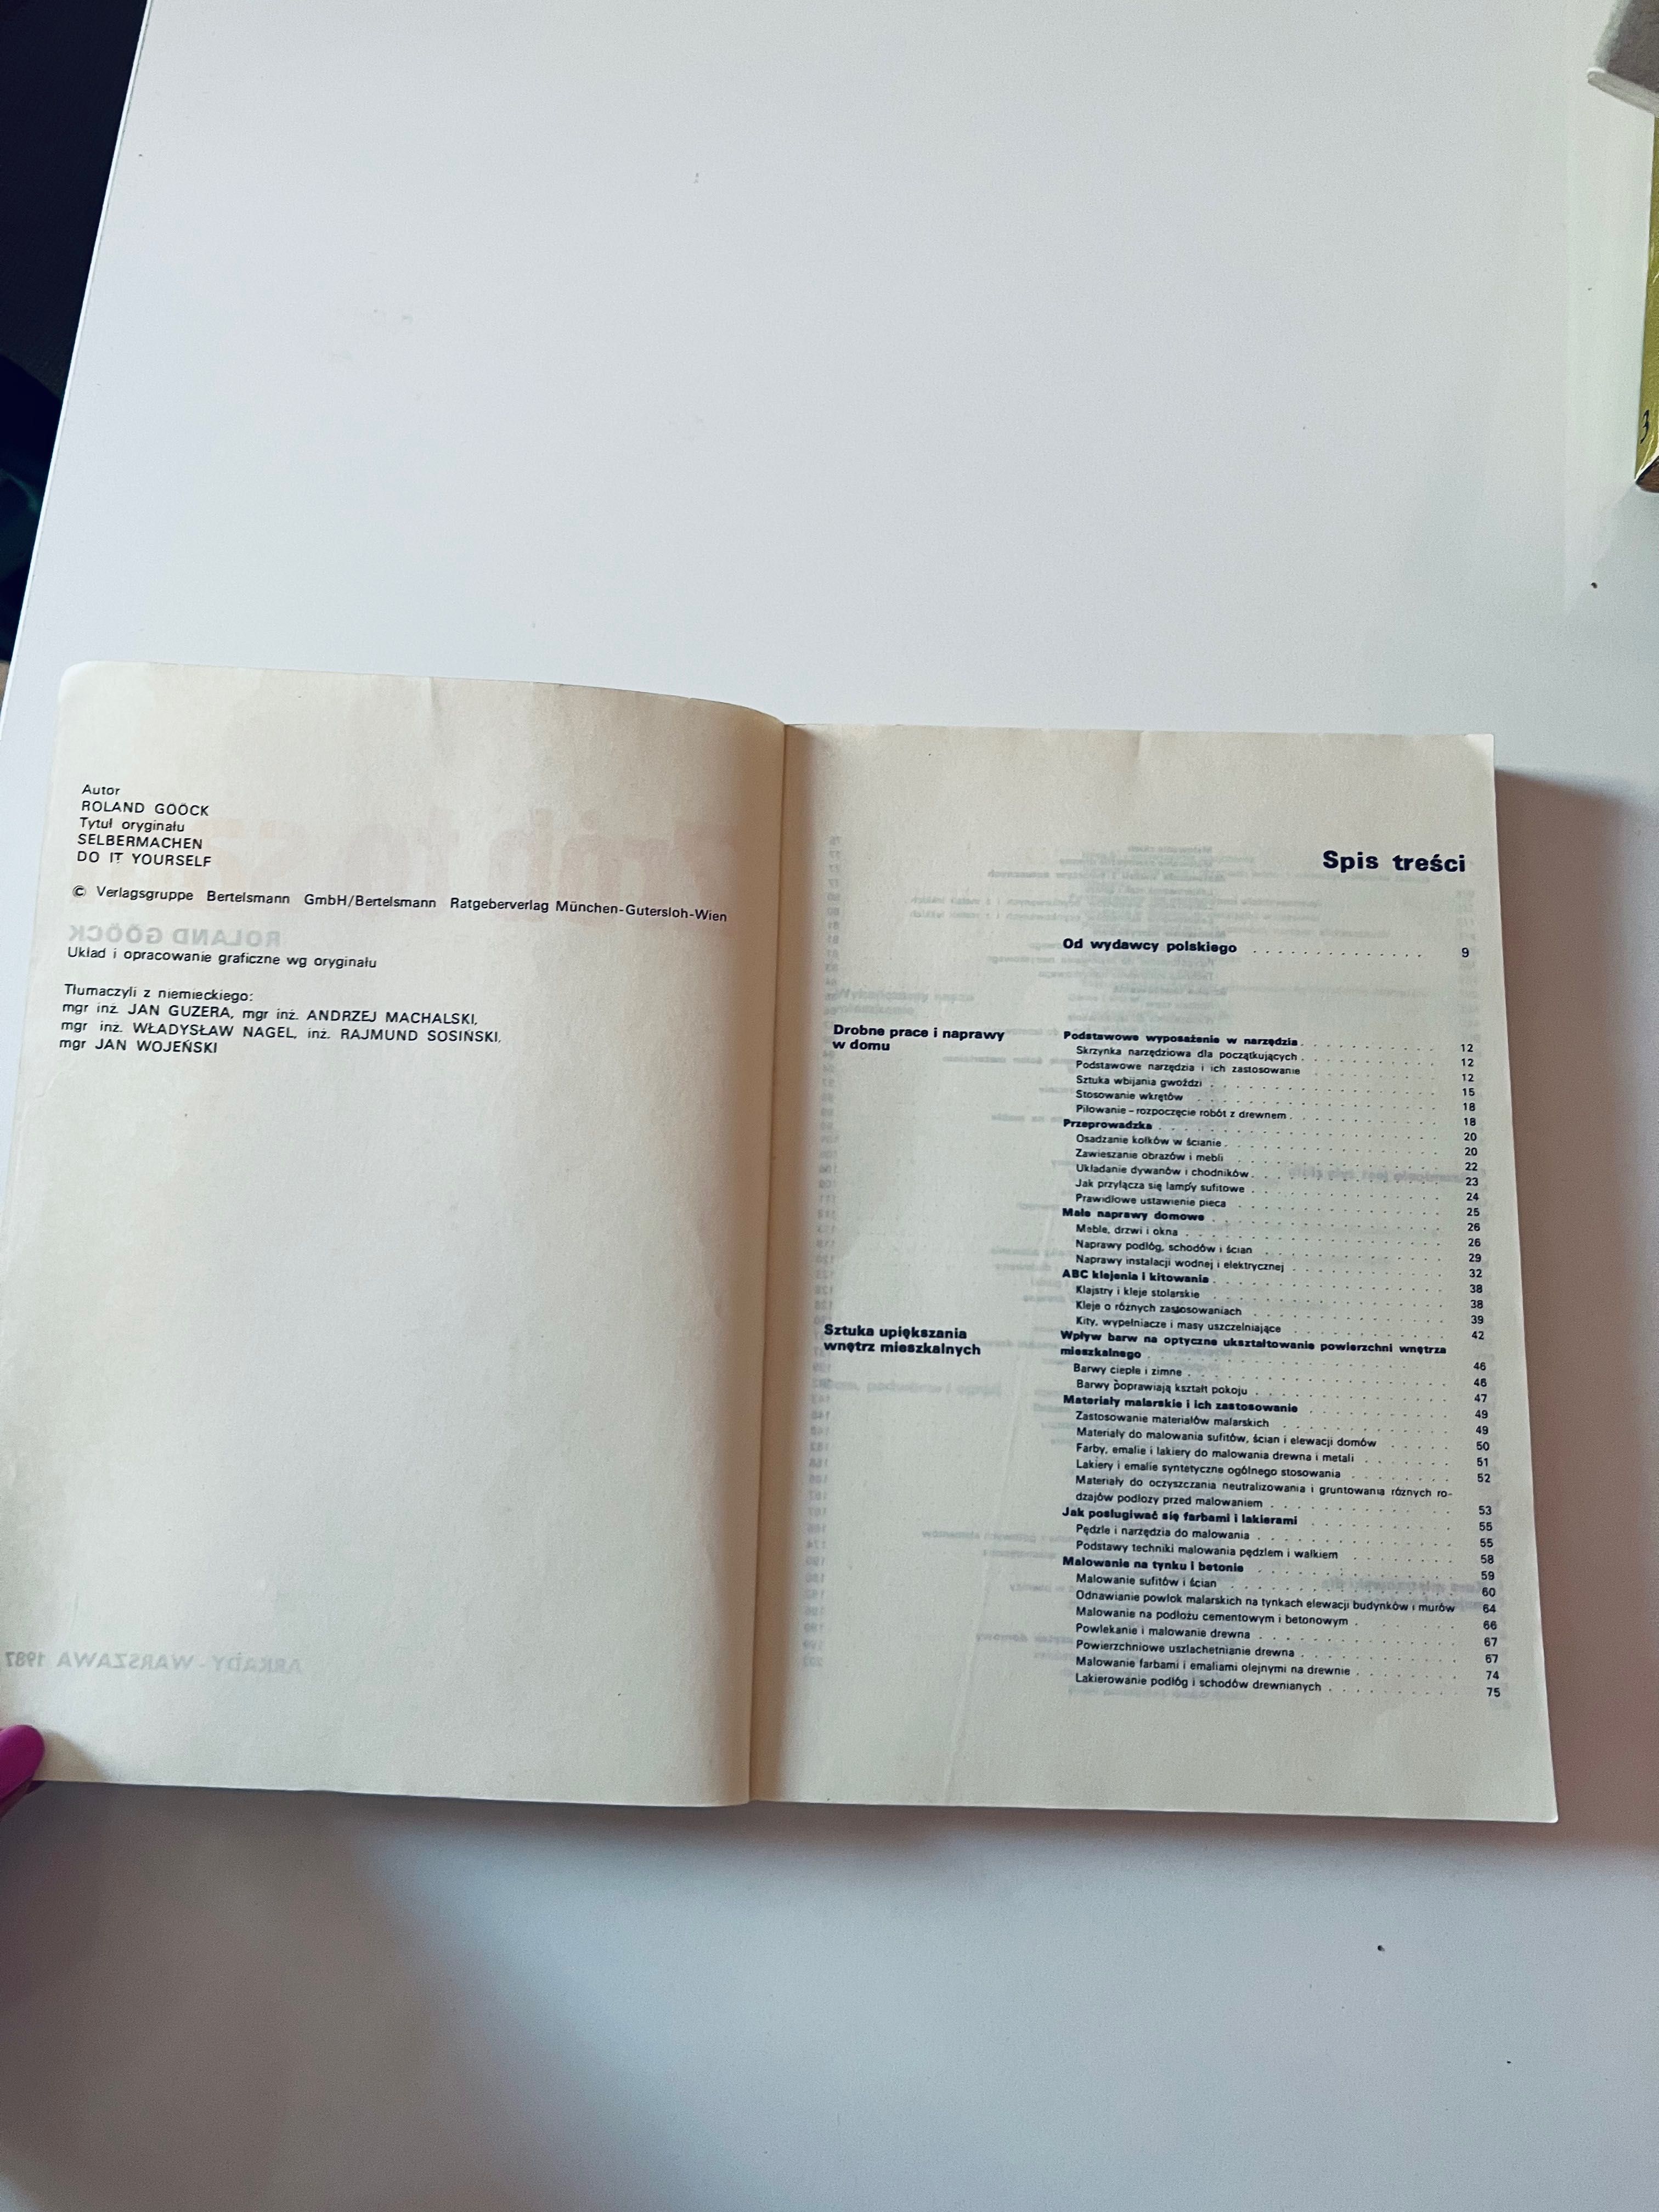 Autor
ROLAND GÖÖCK
Tytuł oryginału
SELBERMACHEN
DO IT YOURSELF
© Verlagsgruppe Bertelsmann GmbH/Bertelsmann Ratgeberverlag München-Gutersloh-Wien
ROLAND GÖÖCK
Układ i opracowanie graficzne wg oryginału
Tłumaczyli z niemieckiego:
mgr inż. JAN GUZERA, mgr inż. ANDRZEJ MACHALSKI,
mgr inż. WŁADYSŁAW NAGEL, inż. RAJMUND SOSIŃSKI,
mgr JAN WOJEŃSKI
ARKADY - WARSZAWA 1987
Spis treści
Od wydawcy polskiego . . . . . . . . . . . . . 9
Drobne prace i naprawy
w domu
Podstawowe wyposażenie w narzędzia . . . . . . . . 12
Skrzynka narzędziowa dla początkujących . . . . . . . . 12
Podstawowe narzędzia i ich zastosowanie . . . . . . . . 12
Sztuka wbijania gwoździ . . . . . . . . 15
Stosowanie wkrętów . . . . . . . . 18
Piłowanie – rozpoczęcie robót z drewnem . . . . . . . . 18
Przeprowadzka . . . . . . . . 20
Osadzanie kołków w ścianie . . . . . . . . 20
Zawieszanie obrazów i mebli . . . . . . . . 22
Układanie dywanów i chodników . . . . . . . . 23
Jak przyłącza się lampy sufitowe . . . . . . . . 24
Prawidłowe ustawienie pieca . . . . . . . . 25
Małe naprawy domowe . . . . . . . . 26
Meble, drzwi i okna . . . . . . . . 26
Naprawy podłóg, schodów i ścian . . . . . . . . 29
Naprawy instalacji wodnej i elektrycznej . . . . . . . . 32
ABC klejenia i kitowania . . . . . . . . 38
Klajstry i kleje stolarskie . . . . . . . . 38
Kleje o różnych zastosowaniach . . . . . . . . 39
Kity, wypełniacze i masy uszczelniające . . . . . . . . 42
Sztuka upiększania
wnętrz mieszkalnych
Wpływ barw na optyczne ukształtowanie powierzchni wnętrza
mieszkalnego . . . . . . . . 46
Barwy ciepłe i zimne . . . . . . . . 46
Barwy poprawiają kształt pokoju . . . . . . . . 47
Materiały malarskie i ich zastosowanie . . . . . . . . 49
Zastosowanie materiałów malarskich . . . . . . . . 49
Materiały do malowania sufitów, ścian i elewacji domów . . . . . 50
Farby, emalie i lakiery do malowania drewna i metali . . . . . . 51
Lakiery i emalie syntetyczne ogólnego stosowania . . . . . . 52
Materiały do oczyszczania neutralizowania i gruntowania różnych ro-
dzajów podłoży przed malowaniem . . . . . . . . 53
Jak posługiwać się farbami i lakierami . . . . . . . . 55
Pędzle i narzędzia do malowania . . . . . . . . 55
Podstawy techniki malowania pędzlem i wałkiem . . . . . . 58
Malowanie na tynku i betonie . . . . . . . . 59
Malowanie sufitów i ścian . . . . . . . . 60
Odnawianie powłok malarskich na tynkach elewacji budynków i murów 64
Malowanie na podłożu cementowym i betonowym . . . . . . 66
Powlekanie i malowanie drewna . . . . . . . . 67
Powierzchniowe uszlachetnianie drewna . . . . . . . . 67
Malowanie farbami i emaliami olejnymi na drewnie . . . . . . 74
Lakierowanie podłóg i schodów drewnianych . . . . . . . . 75
3